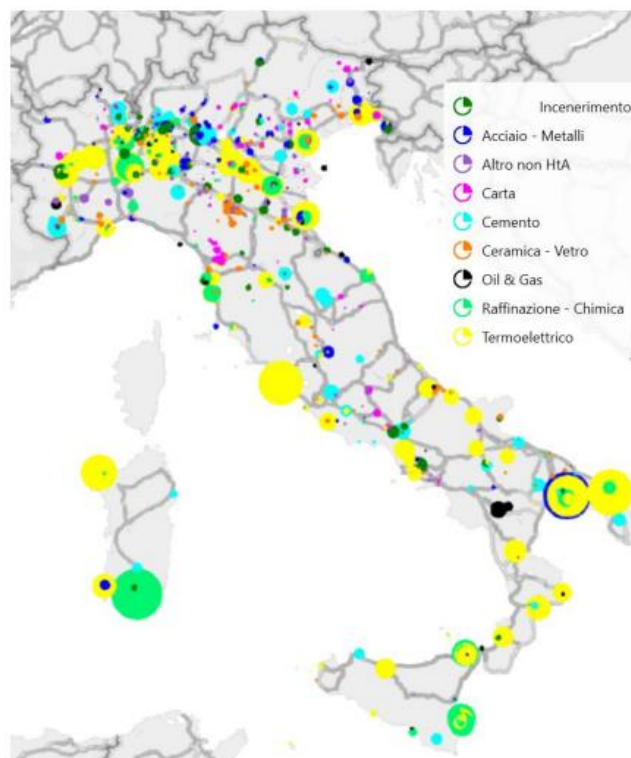 Incenerimento
Acciaio - Metalli
Altro non HtA
Carta
Cemento
Ceramica - Vetro
Oil & Gas
Raffinazione - Chimica
Termoelettrico